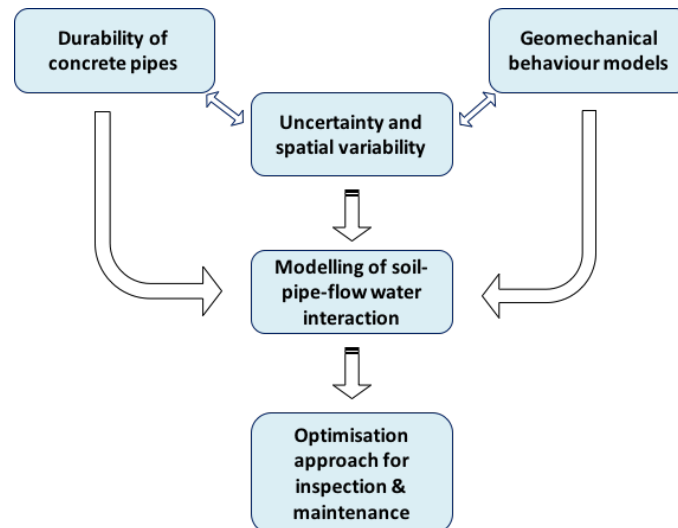 Durability of
concrete pipes
Geomechanical
behaviour models
Uncertainty and
spatial variability
Modelling of soil-
pipe-flow water
interaction
Optimisation
approach for
inspection &
maintenance